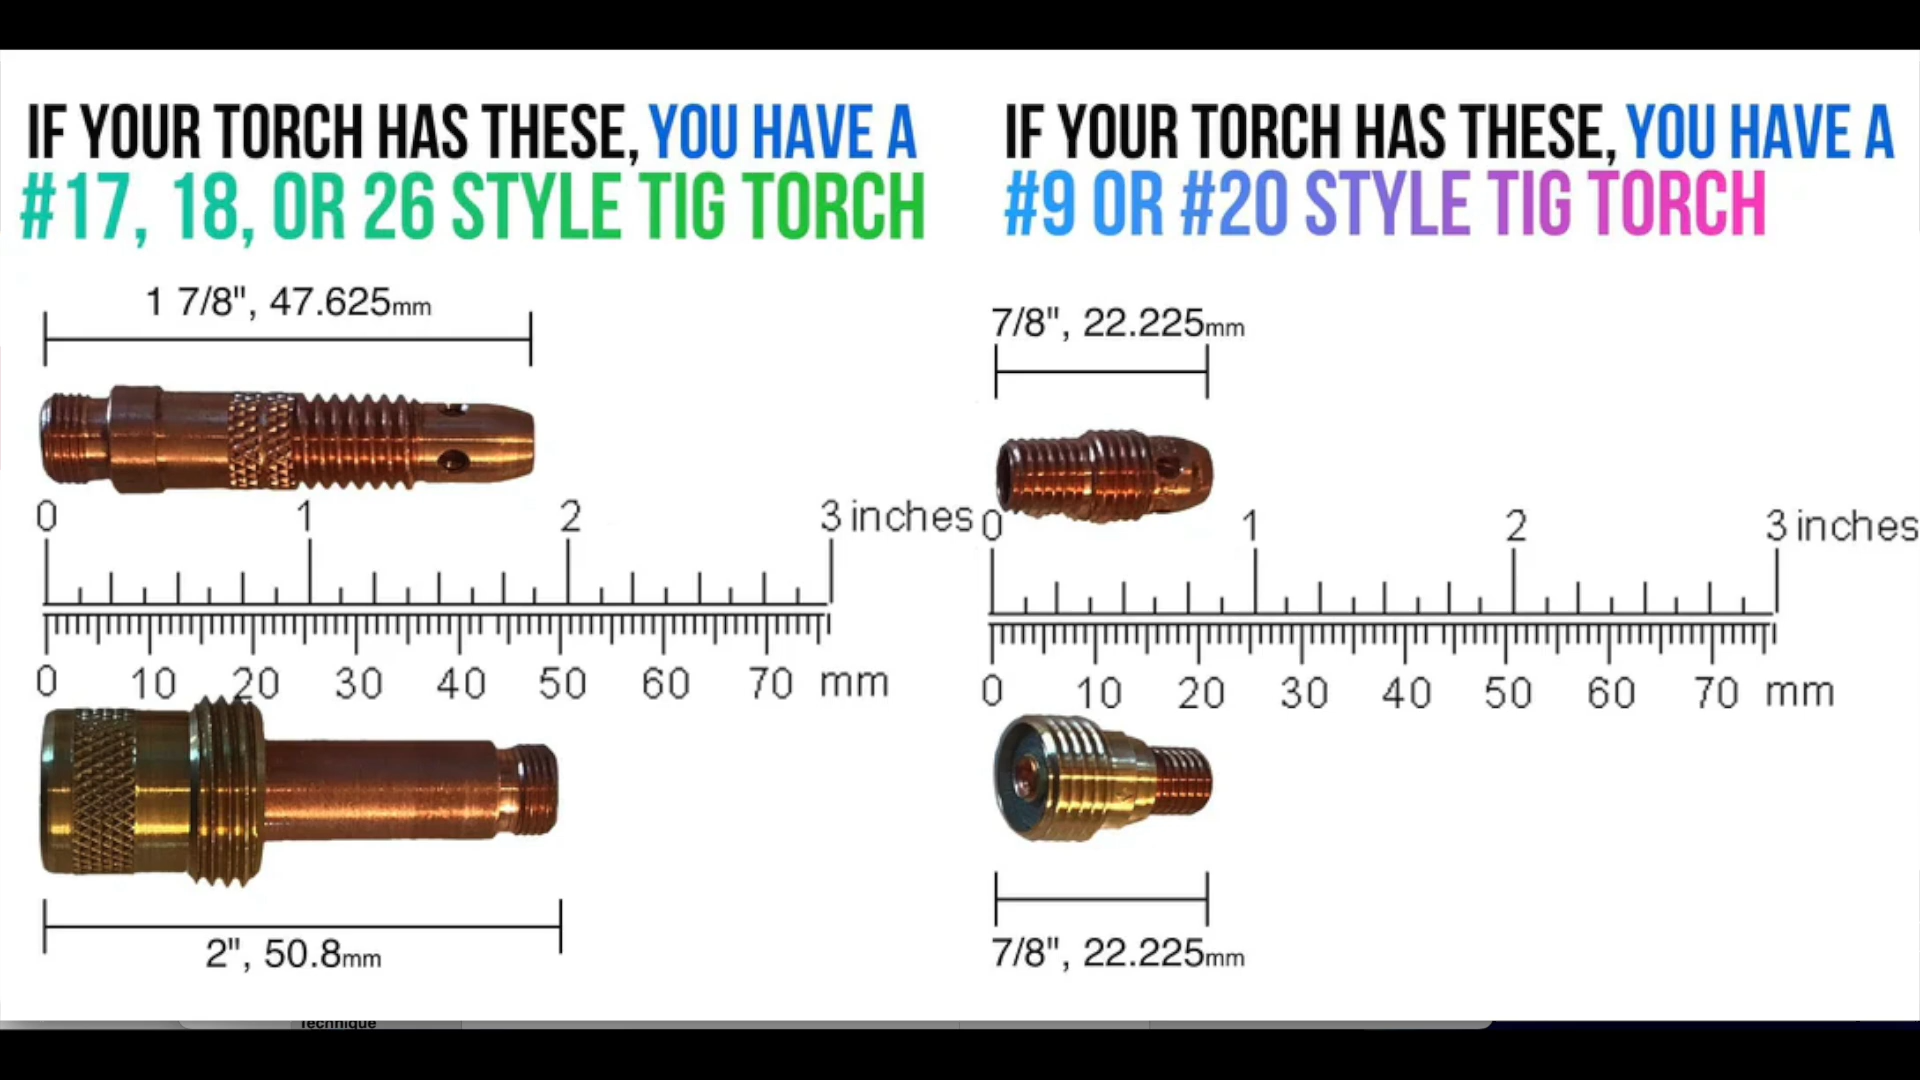 IF YOUR TORCH HAS THESE, YOU HAVE A
#17, 18, OR 26 STYLE TIG TORCH
1 7/8", 47.625mm
0 1 2 3 inches
0 10 20 30 40 50 60 70 mm
2", 50.8mm
IF YOUR TORCH HAS THESE, YOU HAVE A
#9 OR #20 STYLE TIG TORCH
7/8", 22.225mm
0 1 2 3 inches
0 10 20 30 40 50 60 70 mm
7/8", 22.225mm
Technique